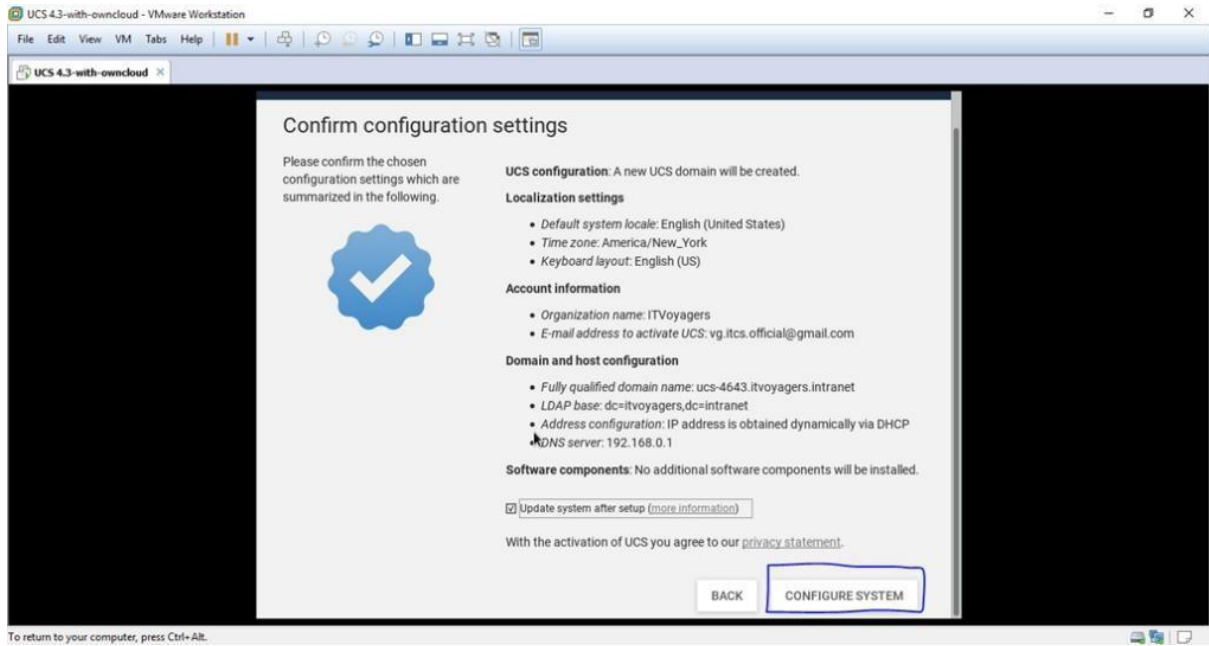 UCS 4.3-with-owncloud - VMware Workstation
File Edit View VM Tabs Help
UCS 4.3-with-owncloud
Confirm configuration settings
Please confirm the chosen
configuration settings which are
summarized in the following.
UCS configuration: A new UCS domain will be created.
Localization settings
• Default system locale: English (United States)
• Time zone: America/New_York
• Keyboard layout: English (US)
Account information
• Organization name: ITVoyagers
• E-mail address to activate UCS: vg.itcs.official@gmail.com
Domain and host configuration
• Fully qualified domain name: ucs-4643.itvoyagers.intranet
• LDAP base: dc=itvoyagers,dc=intranet
• Address configuration: IP address is obtained dynamically via DHCP
• DNS server: 192.168.0.1
Software components: No additional software components will be installed.
Update system after setup (more information)
With the activation of UCS you agree to our privacy statement.
BACK CONFIGURE SYSTEM
To return to your computer, press Ctrl+Alt.